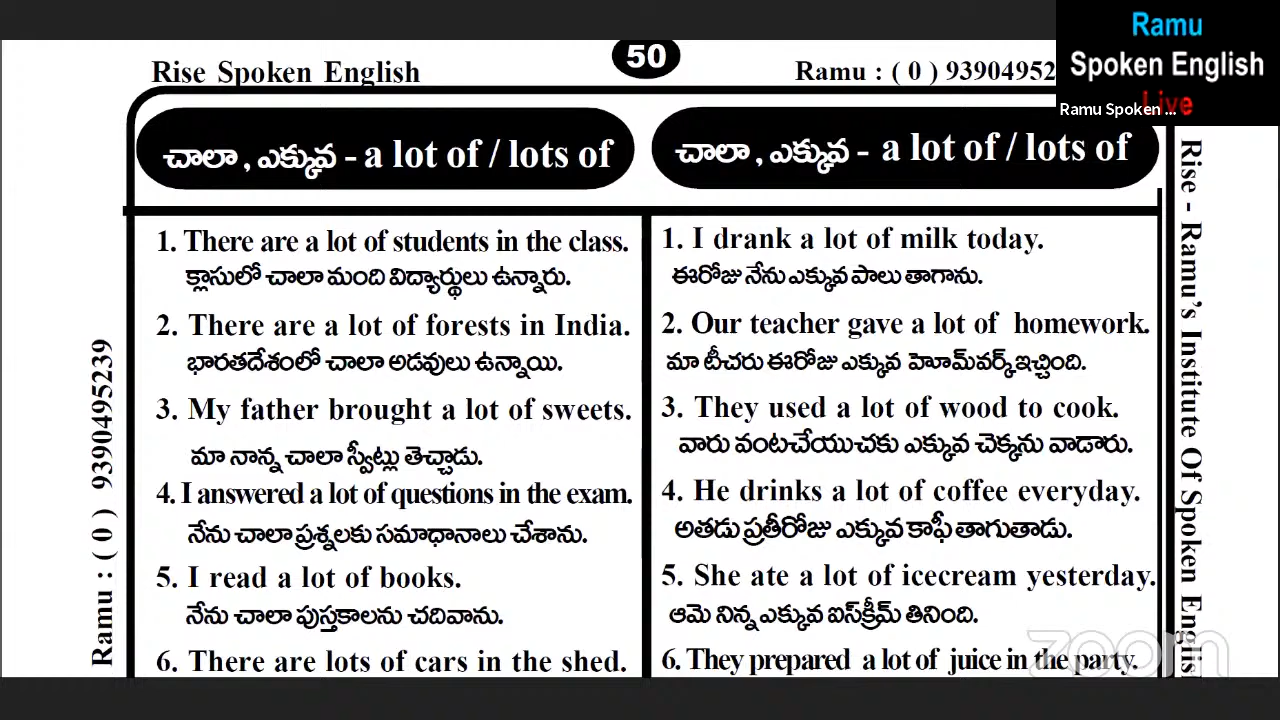 Ramu
Spoken English
Live
Ramu Spoken ...
50
Rise Spoken English
Ramu : ( 0 ) 93904952
చాలా , ఎక్కువ - a lot of / lots of
1. There are a lot of students in the class.
క్లాసులో చాలా మంది విద్యార్థులు ఉన్నారు.
2. There are a lot of forests in India.
భారతదేశంలో చాలా అడవులు ఉన్నాయి.
3. My father brought a lot of sweets.
మా నాన్న చాలా స్వీట్లు తెచ్చాడు.
4. I answered a lot of questions in the exam.
నేను చాలా ప్రశ్నలకు సమాధానాలు చేశాను.
5. I read a lot of books.
నేను చాలా పుస్తకాలను చదివాను.
6. There are lots of cars in the shed.
చాలా , ఎక్కువ - a lot of / lots of
1. I drank a lot of milk today.
ఈరోజు నేను ఎక్కువ పాలు తాగాను.
2. Our teacher gave a lot of homework.
మా టీచరు ఈరోజు ఎక్కువ హెూమ్‌వర్క్ ఇచ్చింది.
3. They used a lot of wood to cook.
వారు వంటచేయుచకు ఎక్కువ చెక్కను వాడారు.
4. He drinks a lot of coffee everyday.
అతడు ప్రతీరోజు ఎక్కువ కాఫీ తాగుతాడు.
5. She ate a lot of icecream yesterday.
ఆమె నిన్న ఎక్కువ ఐస్‌క్రీమ్ తినింది.
6. They prepared a lot of juice in the party.
Ramu : ( 0 ) 9390495239
Rise - Ramu's Institute Of Spoken Englis
zoom